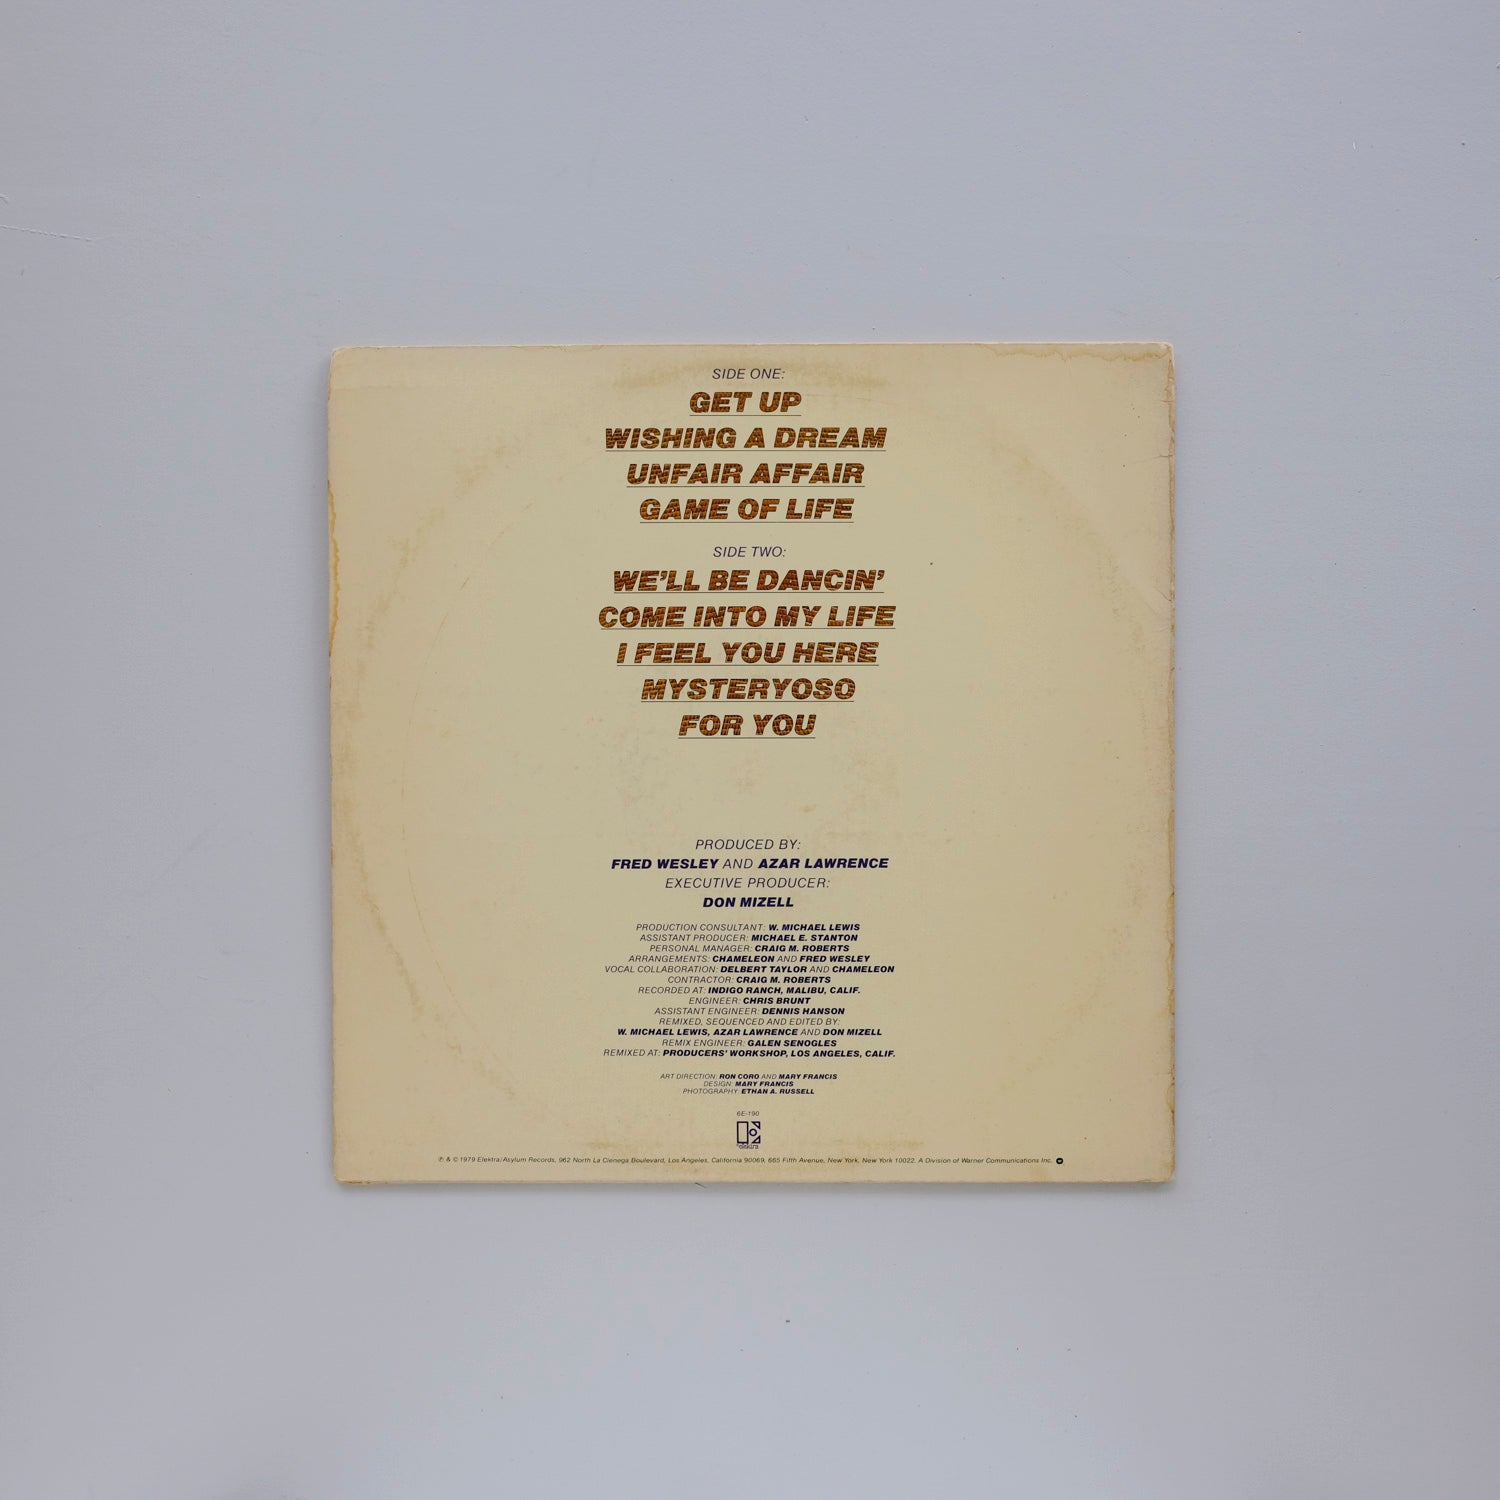 SIDE ONE:
GET UP
WISHING A DREAM
UNFAIR AFFAIR
GAME OF LIFE
SIDE TWO:
WE'LL BE DANCIN'
COME INTO MY LIFE
I FEEL YOU HERE
MYSTERYOSO
FOR YOU
PRODUCED BY:
FRED WESLEY AND AZAR LAWRENCE
EXECUTIVE PRODUCER:
DON MIZELL
PRODUCTION CONSULTANT: W. MICHAEL LEWIS
ASSISTANT PRODUCER: MICHAEL E. STANTON
PERSONAL MANAGER: CRAIG M. ROBERTS
ARRANGEMENTS: CHAMELEON AND FRED WESLEY
VOCAL COLLABORATION: DELBERT TAYLOR AND CHAMELEON
CONTRACTOR: CRAIG M. ROBERTS
RECORDED AT: INDIGO RANCH, MALIBU, CALIF.
ENGINEER: CHRIS BRUNT
ASSISTANT ENGINEER: DENNIS HANSON
REMIXED, SEQUENCED AND EDITED BY:
W. MICHAEL LEWIS, AZAR LAWRENCE AND DON MIZELL
REMIX ENGINEER: GALEN SENOGLES
REMIXED AT: PRODUCERS' WORKSHOP, LOS ANGELES, CALIF.
ART DIRECTION: RON CORO AND MARY FRANCIS
DESIGN: MARY FRANCIS
PHOTOGRAPHY: ETHAN A. RUSSELL
6E-190
elektra
℗ & © 1979 Elektra/Asylum Records, 962 North La Cienega Boulevard, Los Angeles, California 90069, 665 Fifth Avenue, New York, New York 10022. A Division of Warner Communications Inc.